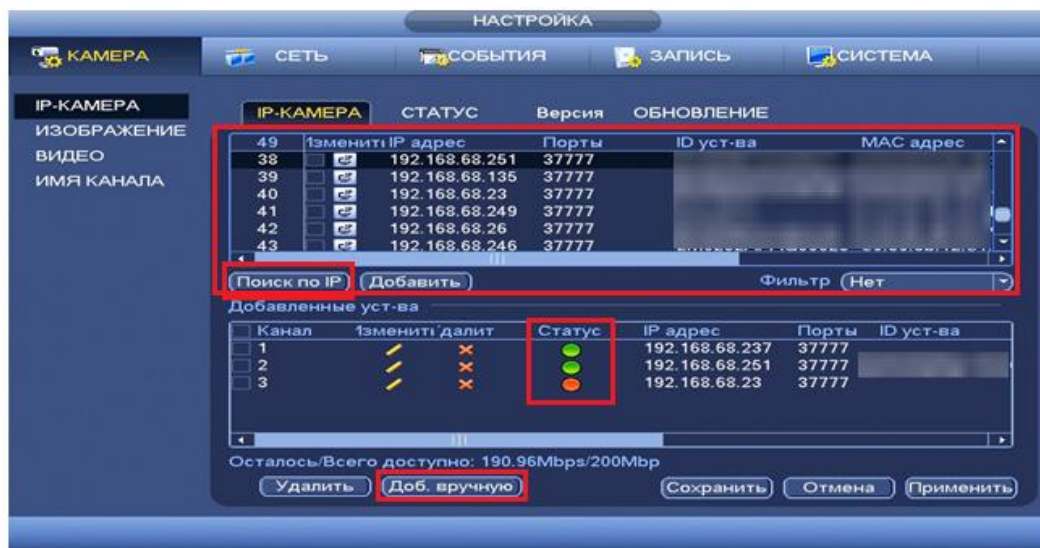 НАСТРОЙКА
КАМЕРА СЕТЬ СОБЫТИЯ ЗАПИСЬ СИСТЕМА
IP-КАМЕРА
ИЗОБРАЖЕНИЕ
ВИДЕО
ИМЯ КАНАЛА
IP-КАМЕРА СТАТУС Версия ОБНОВЛЕНИЕ
49 Изменить IP адрес Порты ID уст-ва MAC адрес
38 192.168.68.251 37777
39 192.168.68.135 37777
40 192.168.68.23 37777
41 192.168.68.249 37777
42 192.168.68.26 37777
43 192.168.68.246 37777
Поиск по IP Добавить Фильтр Нет
Добавленные уст-ва
Канал Статус IP адрес Порты ID уст-ва
1 192.168.68.237 37777
2 192.168.68.251 37777
3 192.168.68.23 37777
Осталось/Всего доступно: 190.96Mbps/200Mbp
Удалить Доб. вручную Сохранить Отмена Применить